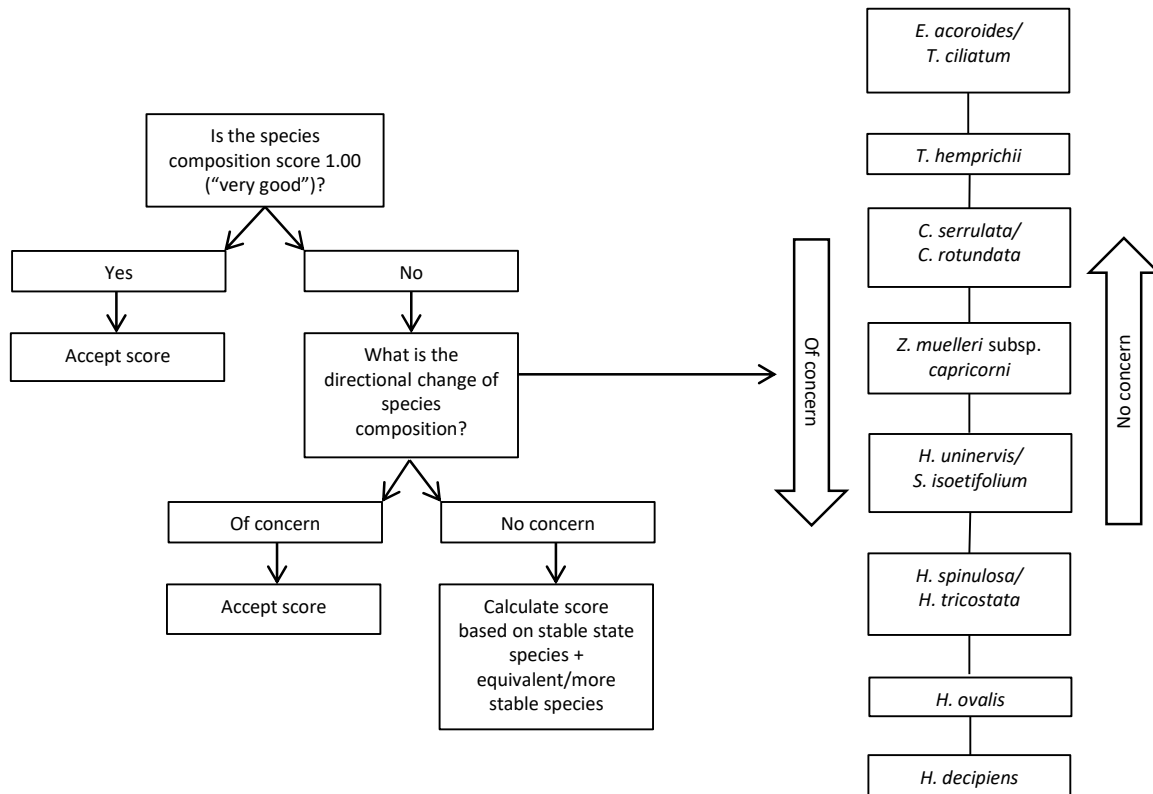 Is the species
composition score 1.00
(“very good”)?
Yes
No
Accept score
What is the
directional change of
species
composition?
Of concern
No concern
Accept score
Calculate score
based on stable state
species +
equivalent/more
stable species
E. acoroides/
T. ciliatum
T. hemprichii
C. serrulata/
C. rotundata
Z. muelleri subsp.
capricorni
H. uninervis/
S. isoetifolium
H. spinulosa/
H. tricostata
H. ovalis
H. decipiens
Of concern
No concern